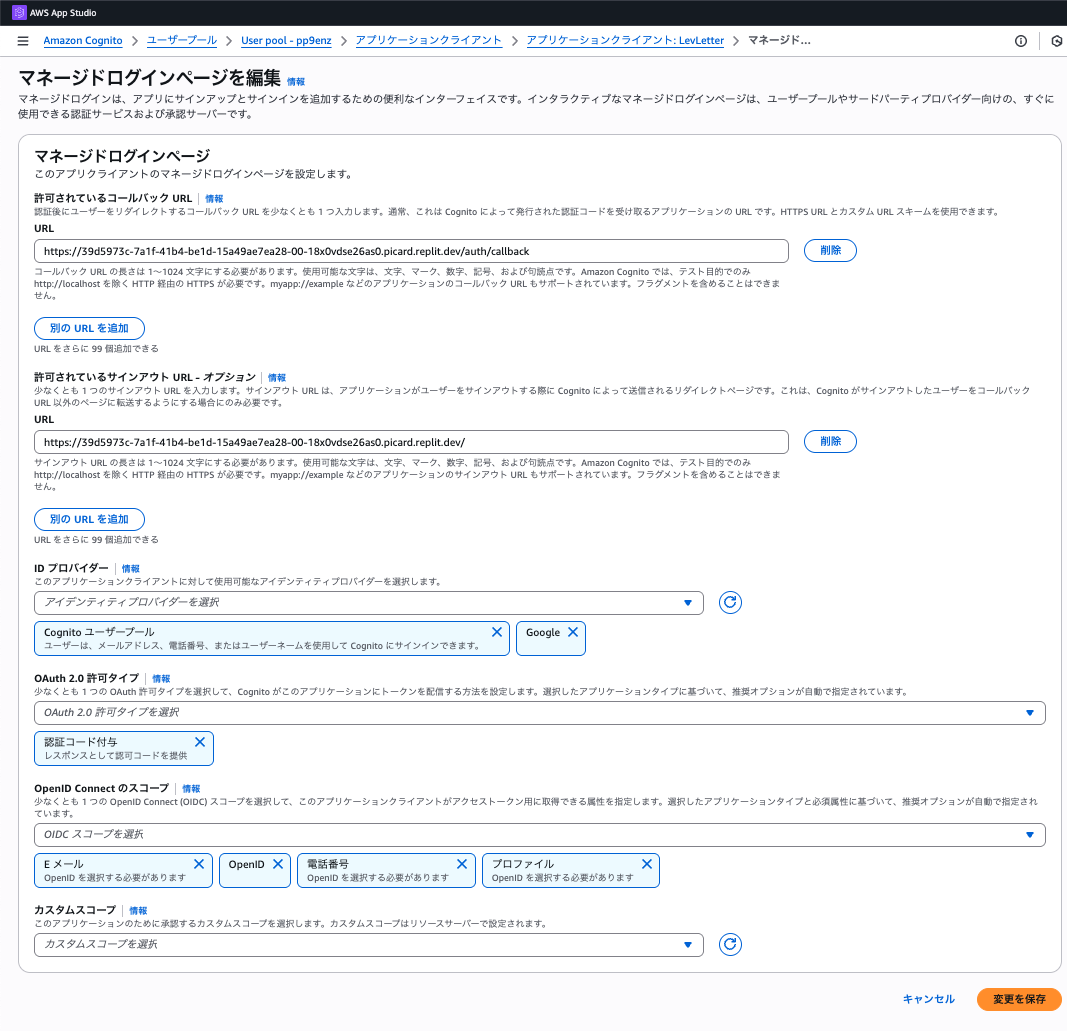 AWS App Studio
Amazon Cognito > ユーザープール > User pool - pp9enz > アプリケーションクライアント > アプリケーションクライアント: LevLetter > マネージド...
マネージドログインページを編集 情報
マネージドログインは、アプリにサインアップとサインインを追加するための便利なインターフェイスです。インタラクティブなマネージドログインページは、ユーザープールやサードパーティプロバイダー向けの、すぐに
使用できる認証サービスおよび承認サーバーです。
マネージドログインページ
このアプリクライアントのマネージドログインページを設定します。
許可されているコールバック URL 情報
認証後にユーザーをリダイレクトするコールバック URL を少なくとも 1 つ入力します。通常、これは Cognito によって発行された認証コードを受け取るアプリケーションの URL です。HTTPS URL とカスタム URL スキームを使用できます。
URL
https://39d5973c-7a1f-41b4-be1d-15a49ae7ea28-00-18x0vdse26as0.picard.replit.dev/auth/callback
削除
コールバック URL の長さは 1～1024 文字にする必要があります。使用可能な文字は、文字、マーク、数字、記号、および句読点です。Amazon Cognito では、テスト目的でのみ
http://localhost を除く HTTP 経由の HTTPS が必要です。myapp://example などのアプリケーションのコールバック URL もサポートされています。フラグメントを含めることはできま
せん。
別の URL を追加
URL をさらに 99 個追加できる
許可されているサインアウト URL - オプション 情報
少なくとも 1 つのサインアウト URL を入力します。サインアウト URL は、アプリケーションがユーザーをサインアウトする際に Cognito によって送信されるリダイレクトページです。これは、Cognito がサインアウトしたユーザーをコールバック
URL 以外のページに転送するようにする場合にのみ必要です。
URL
https://39d5973c-7a1f-41b4-be1d-15a49ae7ea28-00-18x0vdse26as0.picard.replit.dev/
削除
サインアウト URL の長さは 1～1024 文字にする必要があります。使用可能な文字は、文字、マーク、数字、記号、および句読点です。Amazon Cognito では、テスト目的でのみ
http://localhost を除く HTTP 経由の HTTPS が必要です。myapp://example などのアプリケーションのサインアウト URL もサポートされています。フラグメントを含めることはできま
せん。
別の URL を追加
URL をさらに 99 個追加できる
ID プロバイダー 情報
このアプリケーションクライアントに対して使用可能なアイデンティティプロバイダーを選択します。
アイデンティティプロバイダーを選択
Cognito ユーザープール
ユーザーは、メールアドレス、電話番号、またはユーザーネームを使用して Cognito にサインインできます。
Google
OAuth 2.0 許可タイプ 情報
少なくとも 1 つの OAuth 許可タイプを選択して、Cognito がこのアプリケーションにトークンを配信する方法を設定します。選択したアプリケーションタイプに基づいて、推奨オプションが自動で指定されています。
OAuth 2.0 許可タイプを選択
認証コード付与
レスポンスとして認可コードを提供
OpenID Connect のスコープ 情報
少なくとも 1 つの OpenID Connect (OIDC) スコープを選択して、このアプリケーションクライアントがアクセストークン用に取得できる属性を指定します。選択したアプリケーションタイプと必須属性に基づいて、推奨オプションが自動で指定され
ています。
OIDC スコープを選択
E メール
OpenID を選択する必要があります
OpenID
電話番号
OpenID を選択する必要があります
プロファイル
OpenID を選択する必要があります
カスタムスコープ 情報
このアプリケーションのために承認するカスタムスコープを選択します。カスタムスコープはリソースサーバーで設定されます。
カスタムスコープを選択
キャンセル
変更を保存